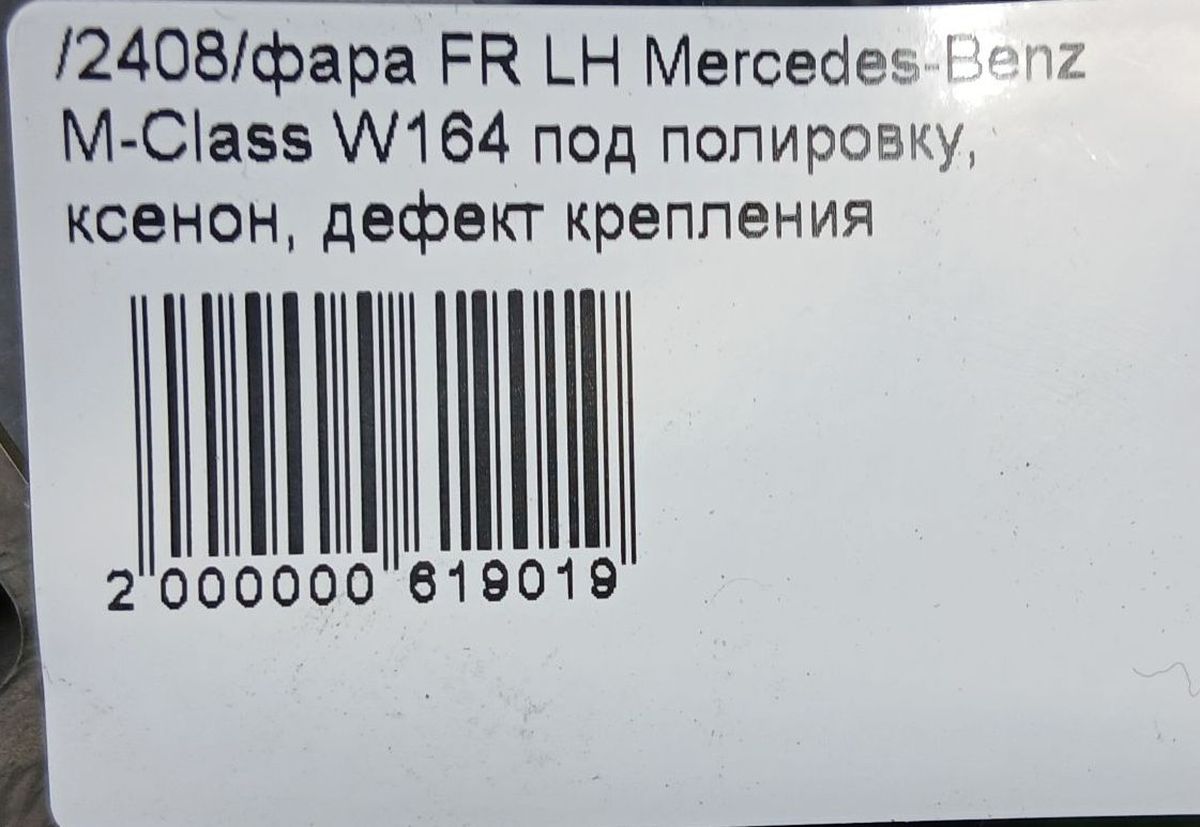 /2408/фара FR LH Mercedes-Benz
M-Class W164 под полировку,
ксенон, дефект крепления
2 000000 619019